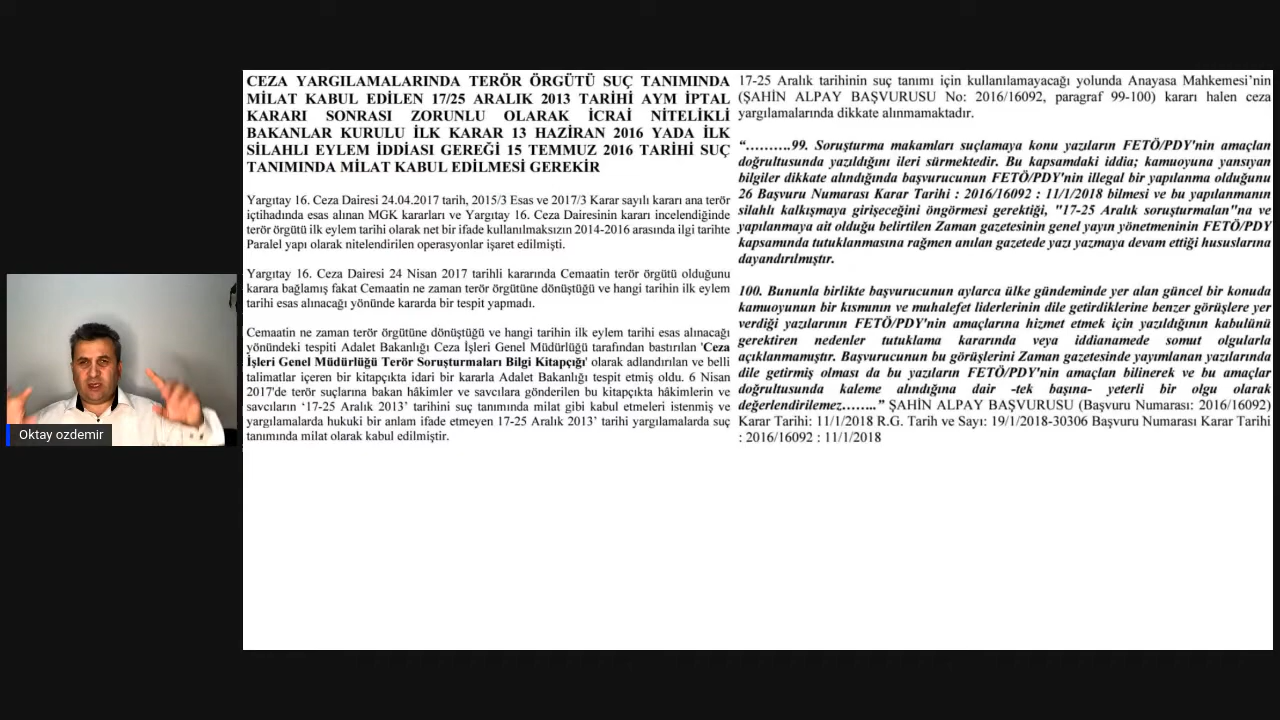 CEZA YARGILAMALARINDA TERÖR ÖRGÜTÜ SUÇ TANIMINDA
MİLAT KABUL EDİLEN 17/25 ARALIK 2013 TARİHİ AYM İPTAL
KARARI SONRASI ZORUNLU OLARAK İCRAİ NİTELİKLİ
BAKANLAR KURULU İLK KARAR 13 HAZİRAN 2016 YADA İLK
SİLAHLI EYLEM İDDİASI GEREĞİ 15 TEMMUZ 2016 TARİHİ SUÇ
TANIMINDA MİLAT KABUL EDİLMESİ GEREKİR
Yargıtay 16. Ceza Dairesi 24.04.2017 tarih, 2015/3 Esas ve 2017/3 Karar sayılı kararı ana terör
içtihadında esas alınan MGK kararları ve Yargıtay 16. Ceza Dairesinin kararı incelendiğinde
terör örgütü ilk eylem tarihi olarak net bir ifade kullanılmaksızın 2014-2016 arasında ilgi tarihte
Paralel yapı olarak nitelendirilen operasyonlar işaret edilmişti.
Yargıtay 16. Ceza Dairesi 24 Nisan 2017 tarihli kararında Cemaatin terör örgütü olduğunu
karara bağlamış fakat Cemaatin ne zaman terör örgütüne dönüştüğü ve hangi tarihin ilk eylem
tarihi esas alınacağı yönünde kararda bir tespit yapmadı.
Cemaatin ne zaman terör örgütüne dönüştüğü ve hangi tarihin ilk eylem tarihi esas alınacağı
yönündeki tespiti Adalet Bakanlığı Ceza İşleri Genel Müdürlüğü tarafından bastırılan 'Ceza
İşleri Genel Müdürlüğü Terör Soruşturmaları Bilgi Kitapçığı' olarak adlandırılan ve belli
talimatlar içeren bir kitapçıkta idari bir kararla Adalet Bakanlığı tespit etmiş oldu. 6 Nisan
2017'de terör suçlarına bakan hâkimler ve savcılara gönderilen bu kitapçıkta hâkimlerin ve
savcıların ‘17-25 Aralık 2013’ tarihini suç tanımında milat gibi kabul etmeleri istenmiş ve
yargılamalarda hukuki bir anlam ifade etmeyen 17-25 Aralık 2013’ tarihi yargılamalarda suç
tanımında milat olarak kabul edilmiştir.
17-25 Aralık tarihinin suç tanımı için kullanılamayacağı yolunda Anayasa Mahkemesi’nin
(ŞAHİN ALPAY BAŞVURUSU No: 2016/16092, paragraf 99-100) kararı halen ceza
yargılamalarında dikkate alınmamaktadır.
“……….99. Soruşturma makamları suçlamaya konu yazıların FETÖ/PDY'nin amaçlan
doğrultusunda yazıldığını ileri sürmektedir. Bu kapsamdaki iddia; kamuoyuna yansıyan
bilgiler dikkate alındığında başvurucunun FETÖ/PDY'nin illegal bir yapılanma olduğunu
26 Başvuru Numarası Karar Tarihi : 2016/16092 : 11/1/2018 bilmesi ve bu yapılanmanın
silahlı kalkışmaya girişeceğini öngörmesi gerektiği, "17-25 Aralık soruşturmalan"na ve
yapılanmaya ait olduğu belirtilen Zaman gazetesinin genel yayın yönetmeninin FETÖ/PDY
kapsamında tutuklanmasına rağmen anılan gazetede yazı yazmaya devam ettiği hususlarına
dayandırılmıştır.
100. Bununla birlikte başvurucunun aylarca ülke gündeminde yer alan güncel bir konuda
kamuoyunun bir kısmının ve muhalefet liderlerinin dile getirdiklerine benzer görüşlere yer
verdiği yazılarının FETÖ/PDY'nin amaçlarına hizmet etmek için yazıldığının kabulünü
gerektiren nedenler tutuklama kararında veya iddianamede somut olgularla
açıklamamıştır. Başvurucunun bu görüşlerini Zaman gazetesinde yayımlanan yazılarında
dile getirmiş olması da bu yazıların FETÖ/PDY'nin amaçlan bilinerek ve bu amaçlar
doğrultusunda kaleme alındığına dair -tek başına- yeterli bir olgu olarak
değerlendirilemez……..” ŞAHİN ALPAY BAŞVURUSU (Başvuru Numarası: 2016/16092)
Karar Tarihi: 11/1/2018 R.G. Tarih ve Sayı: 19/1/2018-30306 Başvuru Numarası Karar Tarihi
: 2016/16092 : 11/1/2018
Oktay ozdemir